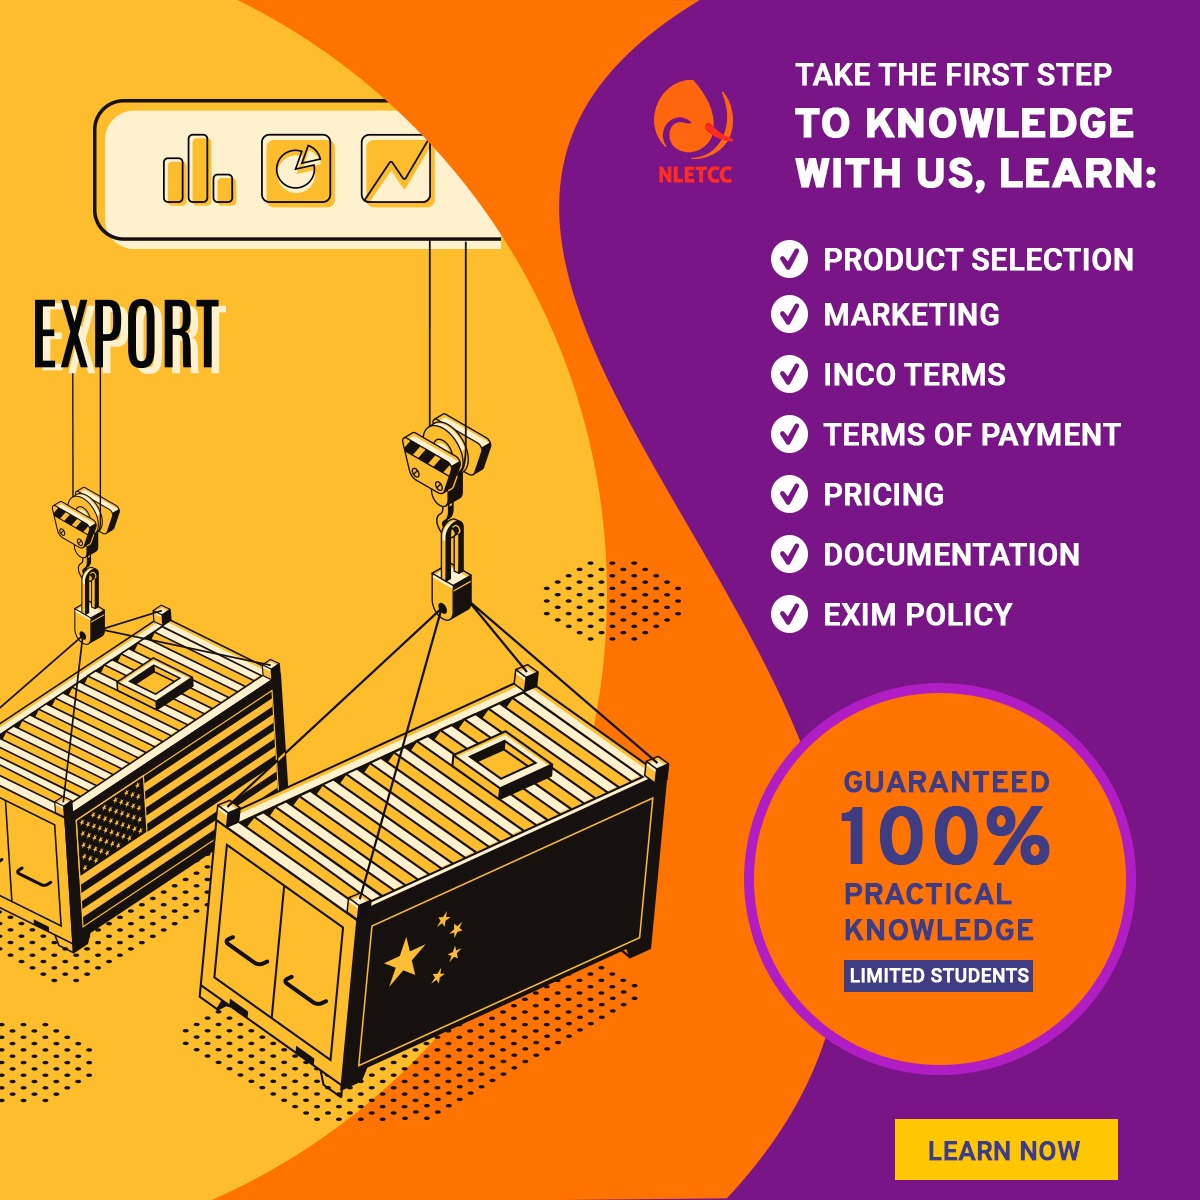 TAKE THE FIRST STEP
TO KNOWLEDGE
WITH US, LEARN:
NLETCC
PRODUCT SELECTION
MARKETING
INCO TERMS
TERMS OF PAYMENT
PRICING
DOCUMENTATION
EXIM POLICY
EXPORT
GUARANTEED
100%
PRACTICAL
KNOWLEDGE
LIMITED STUDENTS
LEARN NOW